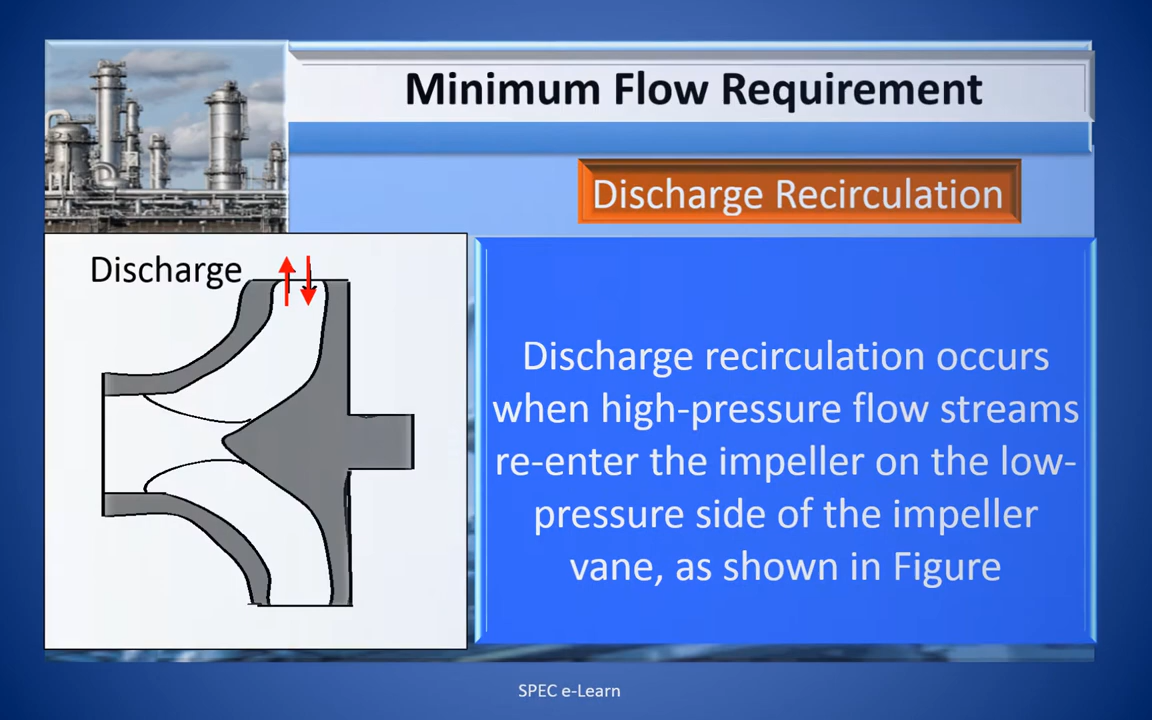 Minimum Flow Requirement
Discharge Recirculation
Discharge
Discharge recirculation occurs
when high-pressure flow streams
re-enter the impeller on the low-
pressure side of the impeller
vane, as shown in Figure
SPEC e-Learn